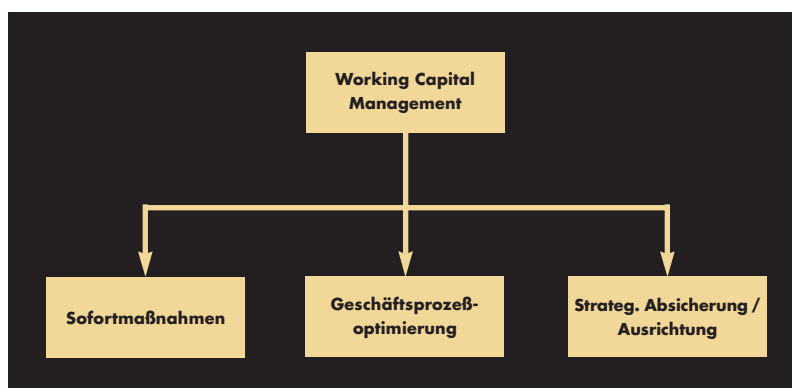 Working Capital
Management
Sofortmaßnahmen
Geschäftsprozeß-
optimierung
Strateg. Absicherung /
Ausrichtung